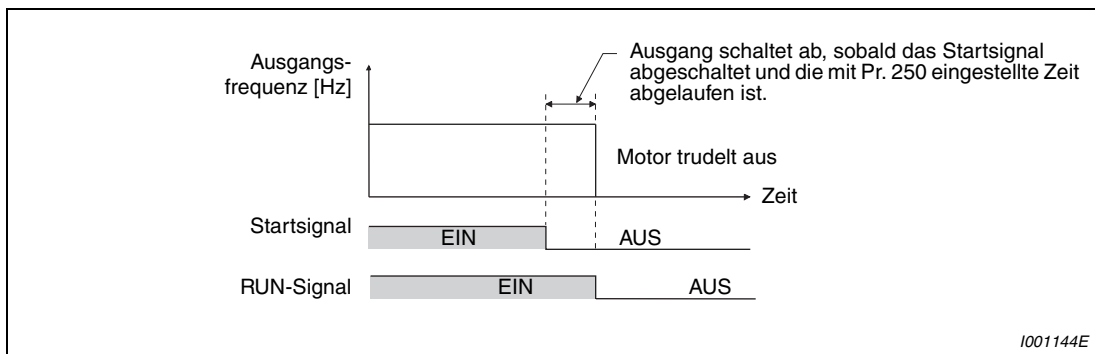 Ausgangs-
frequenz [Hz]
Ausgang schaltet ab, sobald das Startsignal
abgeschaltet und die mit Pr. 250 eingestellte Zeit
abgelaufen ist.
Motor trudelt aus
Zeit
Startsignal
EIN
AUS
RUN-Signal
EIN
AUS
I001144E